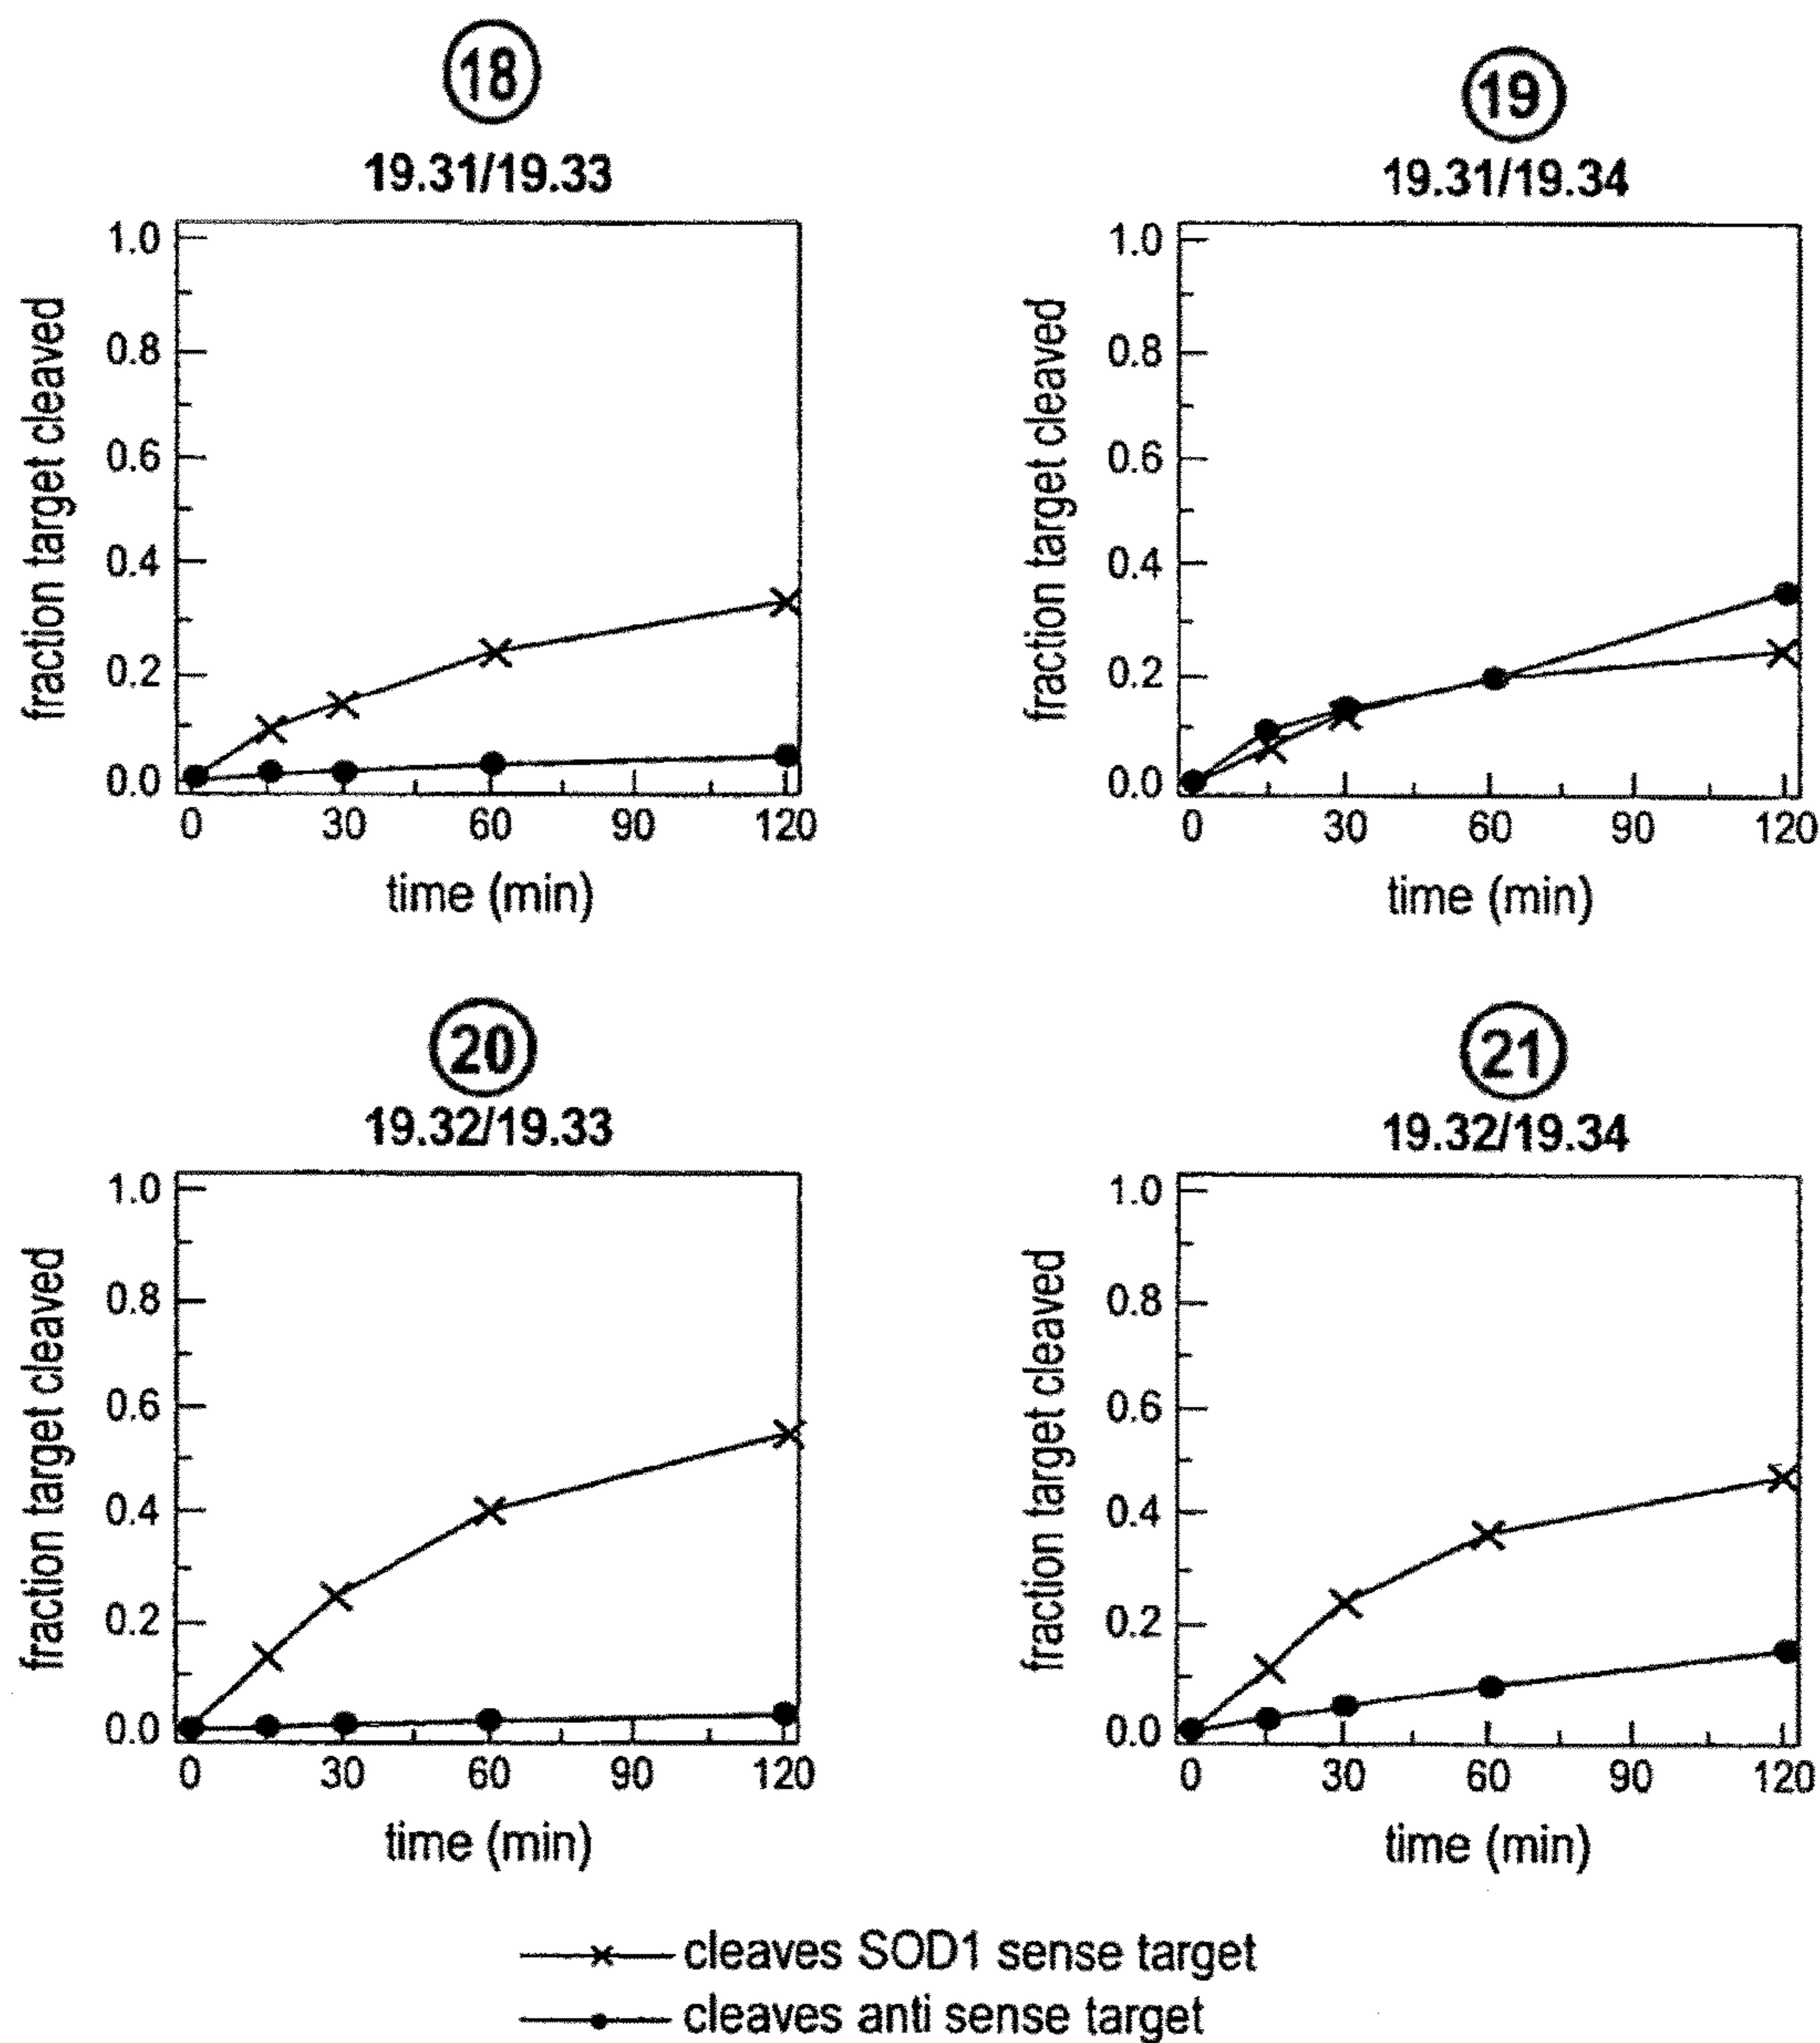 18
19.31/19.33
fraction target cleaved
1.0
0.8
0.6
0.4
0.2
0.0
0 30 60 90 120
time (min)
19
19.31/19.34
fraction target cleaved
1.0
0.8
0.6
0.4
0.2
0.0
0 30 60 90 120
time (min)
20
19.32/19.33
fraction target cleaved
1.0
0.8
0.6
0.4
0.2
0.0
0 30 60 90 120
time (min)
21
19.32/19.34
fraction target cleaved
1.0
0.8
0.6
0.4
0.2
0.0
0 30 60 90 120
time (min)
cleaves SOD1 sense target
cleaves anti sense target